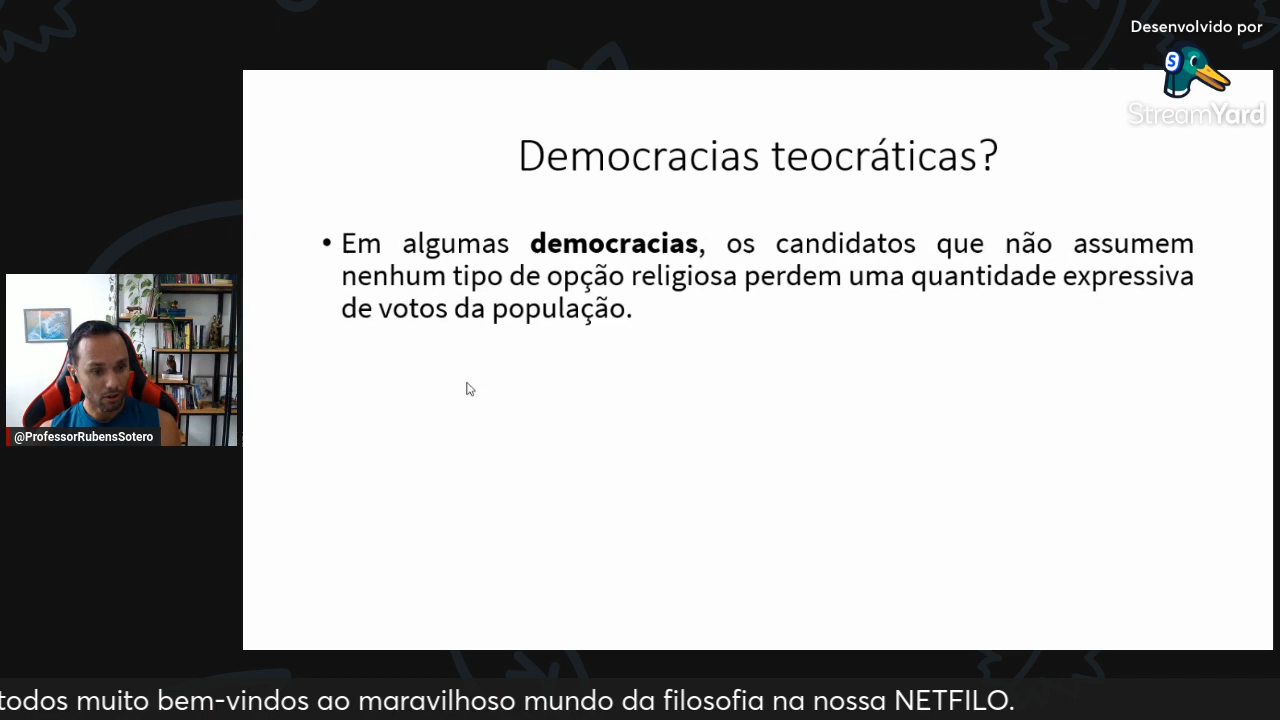 Desenvolvido por
StreamYard
Democracias teocráticas?
• Em algumas democracias, os candidatos que não assumem
nenhum tipo de opção religiosa perdem uma quantidade expressiva
de votos da população.
@ProfessorRubensSotero
todos muito bem-vindos ao maravilhoso mundo da filosofia na nossa NETFILO.